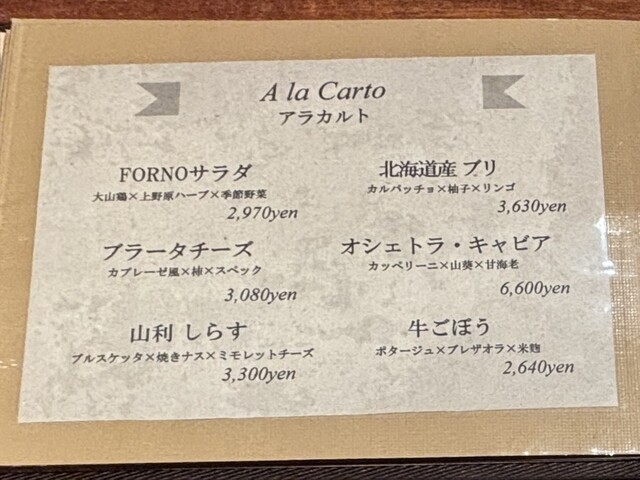 A la Carto
アラカルト
FORNOサラダ
大山鶏×上野原ハーブ×季節野菜
2,970yen
ブラータチーズ
カプレーゼ風×柿×スペック
3,080yen
山利 しらす
ブルスケッタ×焼きナス×ミモレットチーズ
3,300yen
北海道産 ブリ
カルパッチョ×柚子×リンゴ
3,630yen
オシェトラ・キャビア
カッペリーニ×山葵×甘海老
6,600yen
牛ごぼう
ポタージュ×ブレザオラ×米麹
2,640yen